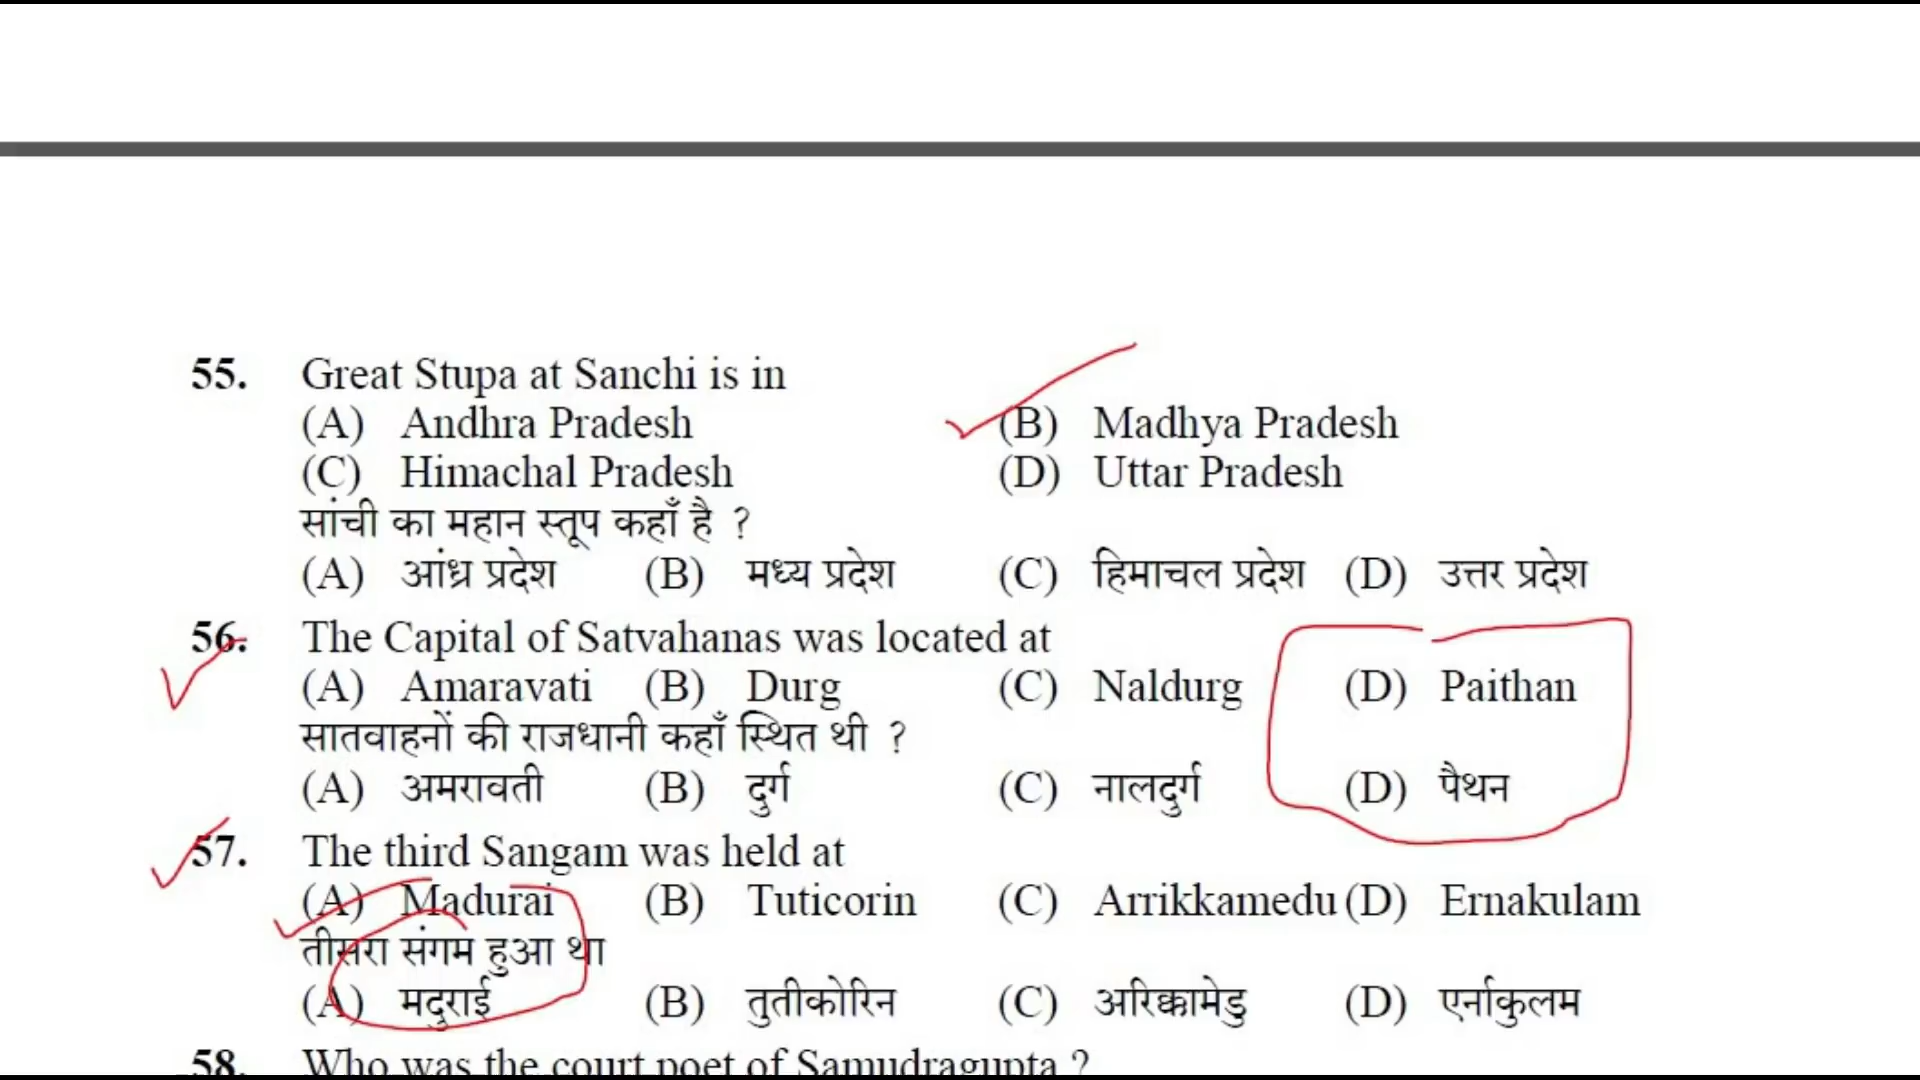 55. Great Stupa at Sanchi is in
(A) Andhra Pradesh (B) Madhya Pradesh
(C) Himachal Pradesh (D) Uttar Pradesh
सांची का महान स्तूप कहाँ है ?
(A) आंध्र प्रदेश (B) मध्य प्रदेश (C) हिमाचल प्रदेश (D) उत्तर प्रदेश
56. The Capital of Satvahanas was located at
(A) Amaravati (B) Durg (C) Naldurg (D) Paithan
सातवाहनों की राजधानी कहाँ स्थित थी ?
(A) अमरावती (B) दुर्ग (C) नालदुर्ग (D) पैथन
57. The third Sangam was held at
(A) Madurai (B) Tuticorin (C) Arrikkamedu (D) Ernakulam
तीसरा संगम हुआ था
(A) मदुराई (B) तुतीकोरिन (C) अरिक्कामेडु (D) एर्नाकुलम
58. Who was the court poet of Samudragupta ?